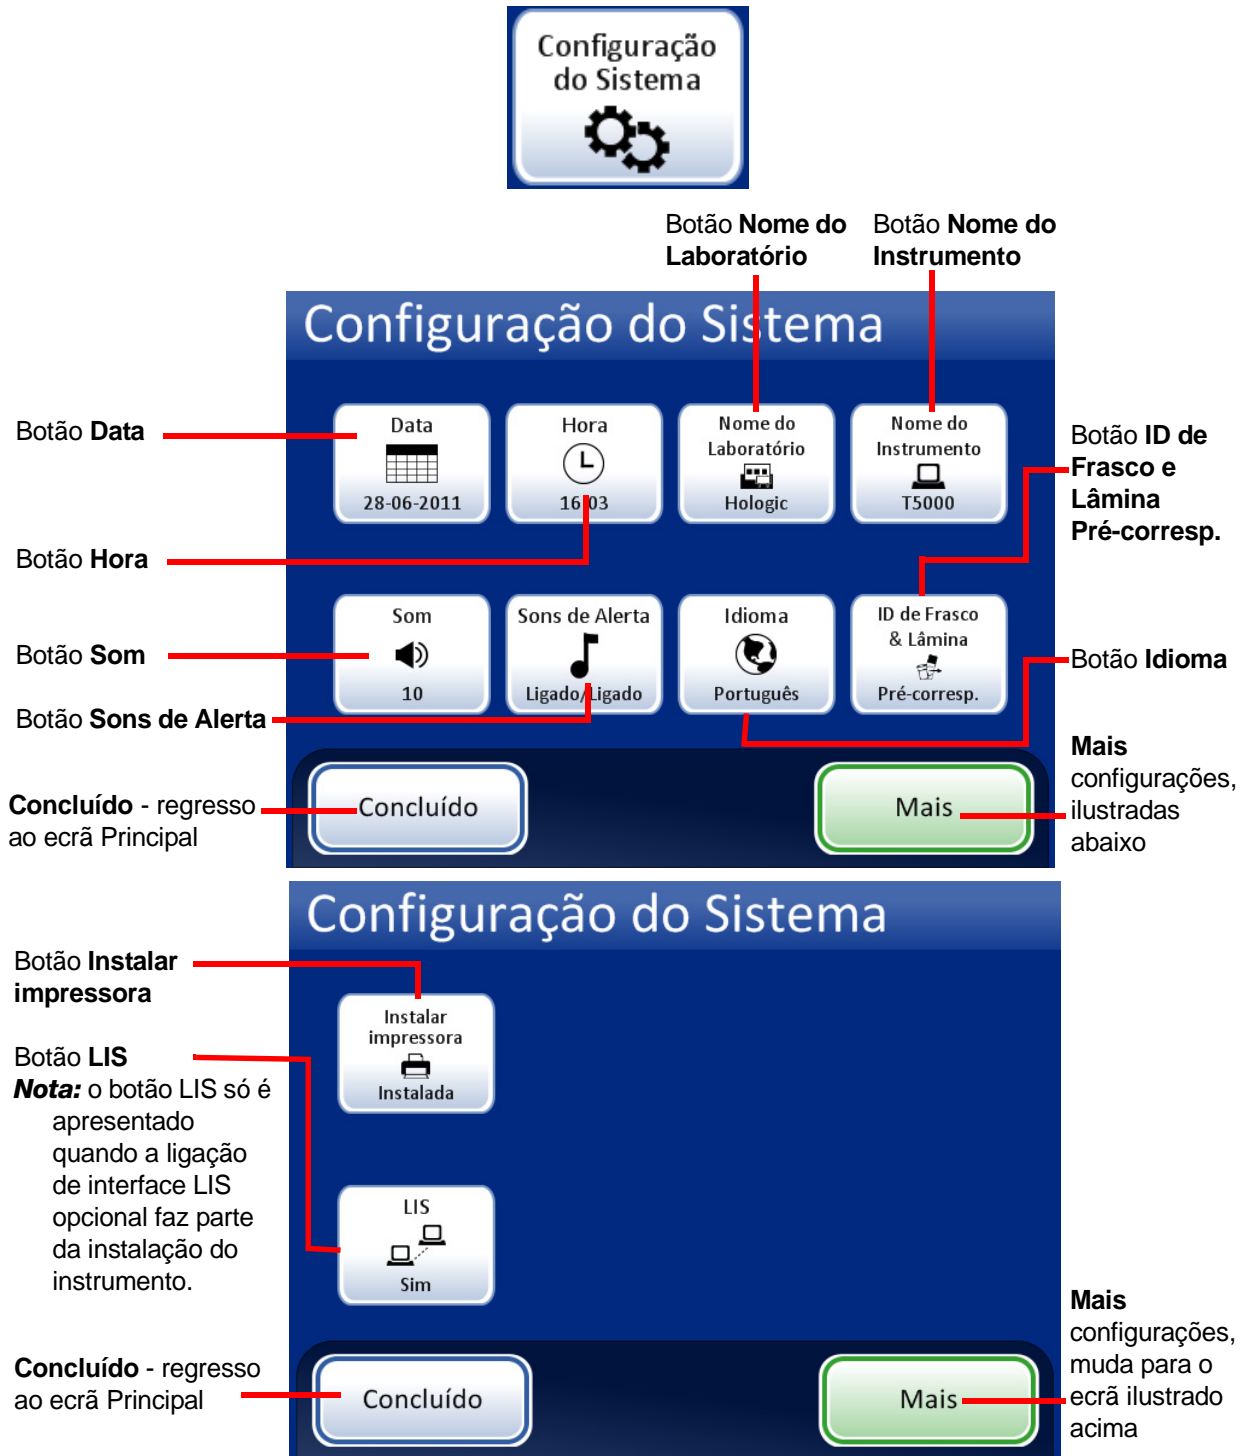 Configuração
do Sistema
Botão Nome do
Laboratório
Botão Nome do
Instrumento
Configuração do Sistema
Botão Data
Data
28-06-2011
Hora
16:03
Nome do
Laboratório
Hologic
Nome do
Instrumento
T5000
Botão ID de
Frasco e
Lâmina
Pré-corresp.
Botão Hora
Botão Som
Som
10
Sons de Alerta
Ligado/Ligado
Idioma
Português
ID de Frasco
& Lâmina
Pré-corresp.
Botão Idioma
Botão Sons de Alerta
Concluído - regresso
ao ecrã Principal
Concluído
Mais
Mais
configurações,
ilustradas
abaixo
Configuração do Sistema
Botão Instalar
impressora
Instalar
impressora
Instalada
Botão LIS
Nota: o botão LIS só é
apresentado
quando a ligação
de interface LIS
opcional faz parte
da instalação do
instrumento.
LIS
Sim
Concluído - regresso
ao ecrã Principal
Concluído
Mais
Mais
configurações,
muda para o
ecrã ilustrado
acima